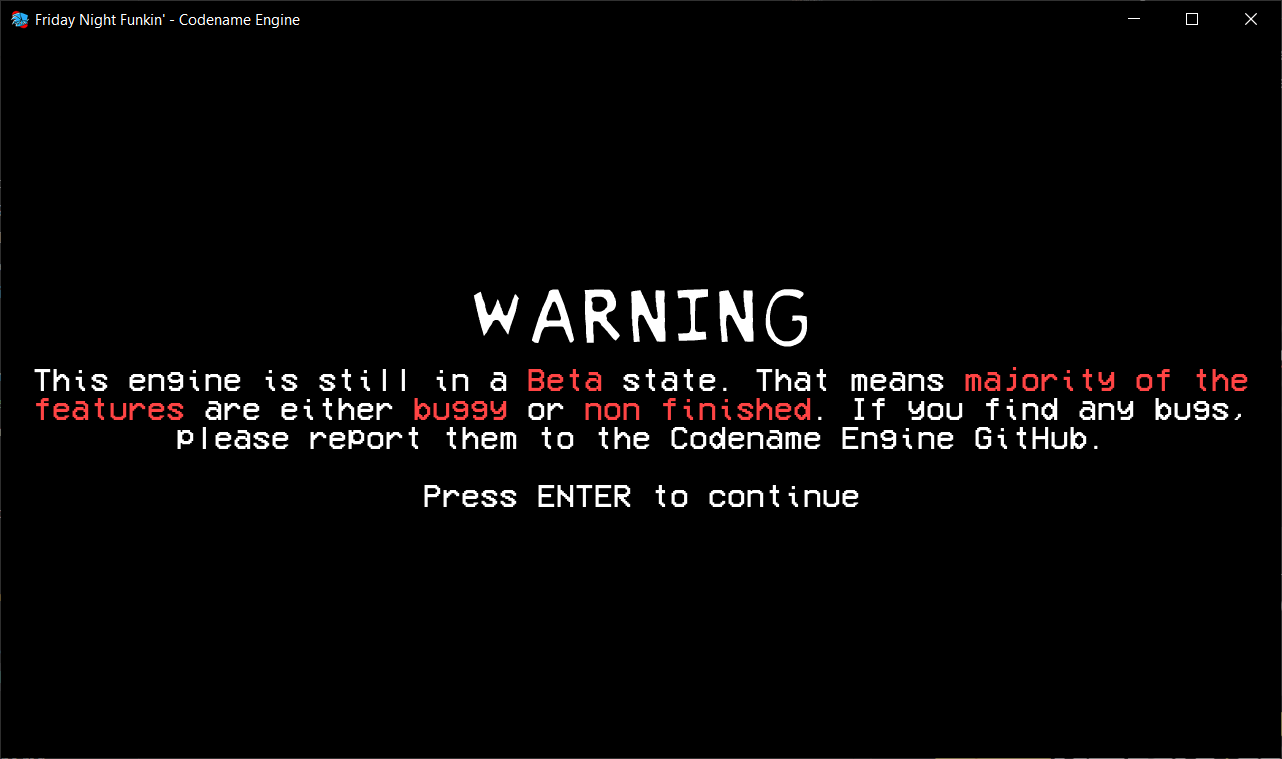 Friday Night Funkin' - Codename Engine
WARNING
This engine is still in a Beta state. That means majority of the
features are either buggy or non finished. If you find any bugs,
please report them to the Codename Engine GitHub.
Press ENTER to continue